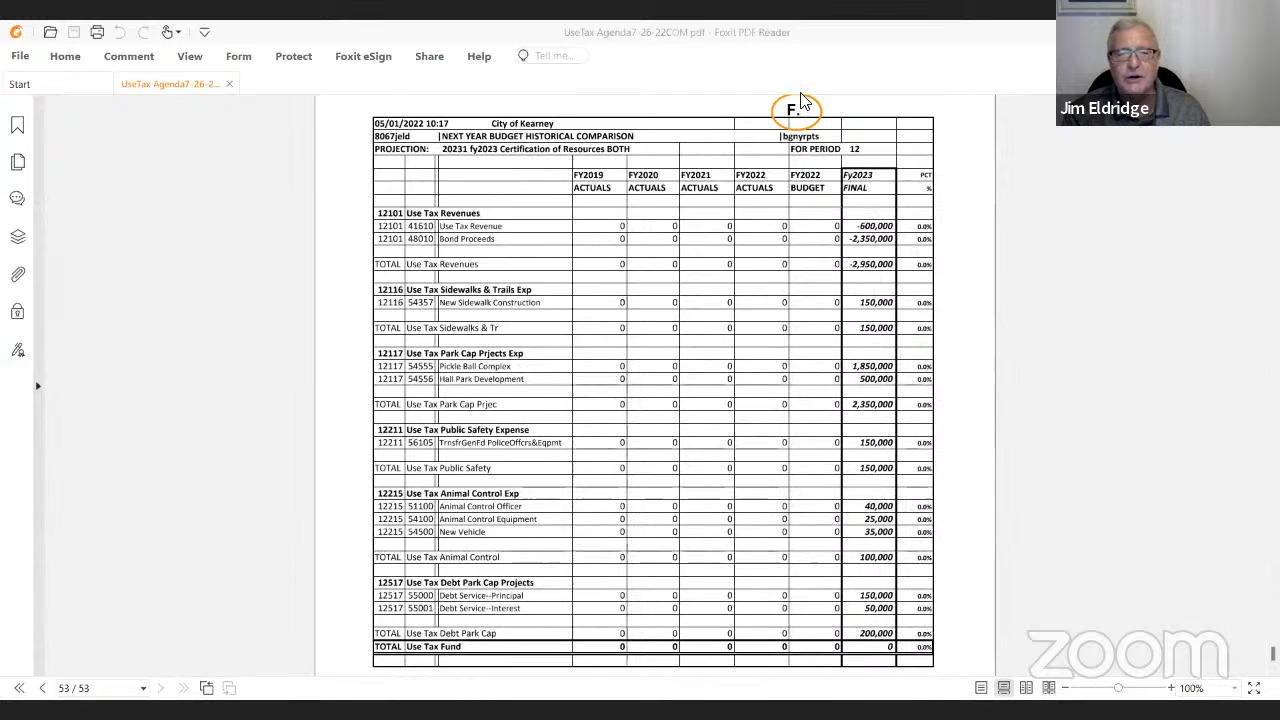 UseTax Agenda7-26-22COM.pdf - Foxit PDF Reader
File Home Comment View Form Protect Foxit eSign Share Help Tell me...
Start UseTax Agenda7-26-2...
Jim Eldridge
F.
05/01/2022 10:17 City of Kearney
8067jeld |NEXT YEAR BUDGET HISTORICAL COMPARISON |bgnyrpts
PROJECTION: 20231 fy2023 Certification of Resources BOTH FOR PERIOD 12
FY2019 FY2020 FY2021 FY2022 FY2022 Fy2023 PCT
ACTUALS ACTUALS ACTUALS ACTUALS BUDGET FINAL %
12101 Use Tax Revenues
12101 41610 Use Tax Revenue 0 0 0 0 0 -600,000 0.0%
12101 48010 Bond Proceeds 0 0 0 0 0 -2,350,000 0.0%
TOTAL Use Tax Revenues 0 0 0 0 0 -2,950,000 0.0%
12116 Use Tax Sidewalks & Trails Exp
12116 54357 New Sidewalk Construction 0 0 0 0 0 150,000 0.0%
TOTAL Use Tax Sidewalks & Tr 0 0 0 0 0 150,000 0.0%
12117 Use Tax Park Cap Prjects Exp
12117 54555 Pickle Ball Complex 0 0 0 0 0 1,850,000 0.0%
12117 54556 Hall Park Development 0 0 0 0 0 500,000 0.0%
TOTAL Use Tax Park Cap Prjec 0 0 0 0 0 2,350,000 0.0%
12211 Use Tax Public Safety Expense
12211 56105 TrnsfrGenFd PoliceOffcrs&Eqpmt 0 0 0 0 0 150,000 0.0%
TOTAL Use Tax Public Safety 0 0 0 0 0 150,000 0.0%
12215 Use Tax Animal Control Exp
12215 51100 Animal Control Officer 0 0 0 0 0 40,000 0.0%
12215 54100 Animal Control Equipment 0 0 0 0 0 25,000 0.0%
12215 54500 New Vehicle 0 0 0 0 0 35,000 0.0%
TOTAL Use Tax Animal Control 0 0 0 0 0 100,000 0.0%
12517 Use Tax Debt Park Cap Projects
12517 55000 Debt Service--Principal 0 0 0 0 0 150,000 0.0%
12517 55001 Debt Service--Interest 0 0 0 0 0 50,000 0.0%
TOTAL Use Tax Debt Park Cap 0 0 0 0 0 200,000 0.0%
TOTAL Use Tax Fund 0 0 0 0 0 0 0.0%
zoom
53 / 53 100%